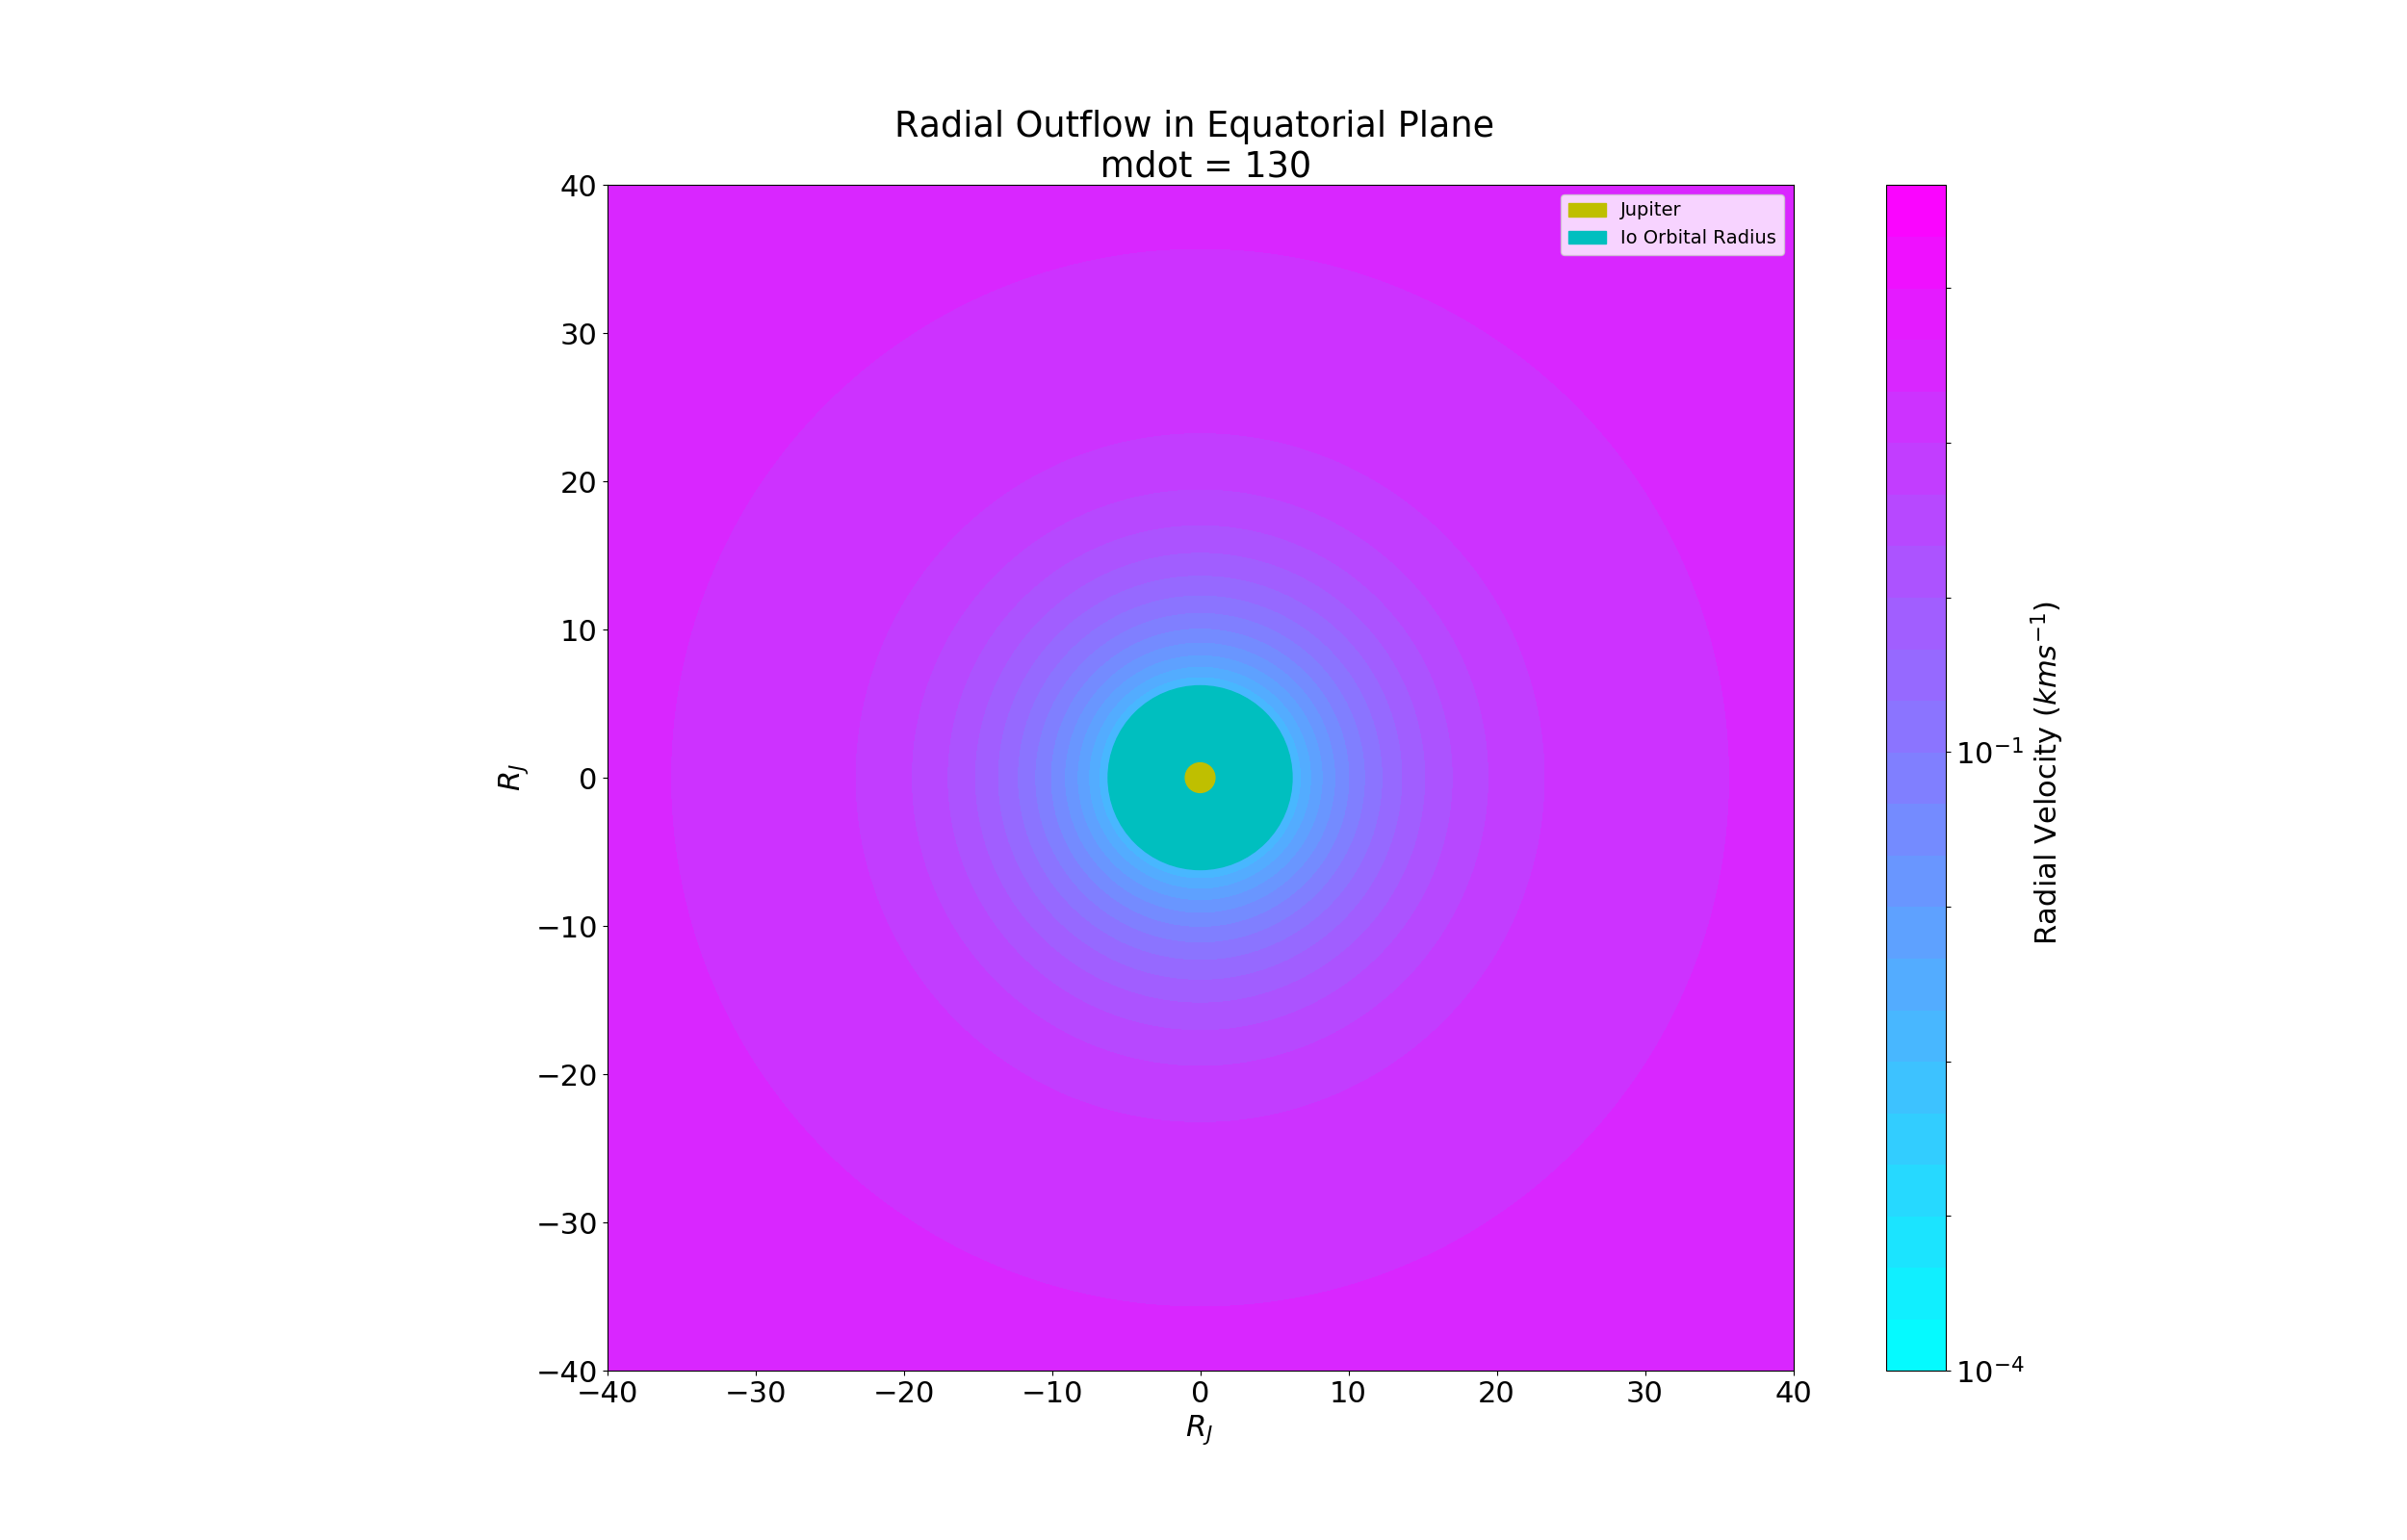 Radial Outflow in Equatorial Plane
mdot = 130
Jupiter
Io Orbital Radius
40
30
20
10
0
−10
−20
−30
−40
R_J
−40 −30 −20 −10 0 10 20 30 40
R_J
10⁻¹
10⁻⁴
Radial Velocity (kms⁻¹)